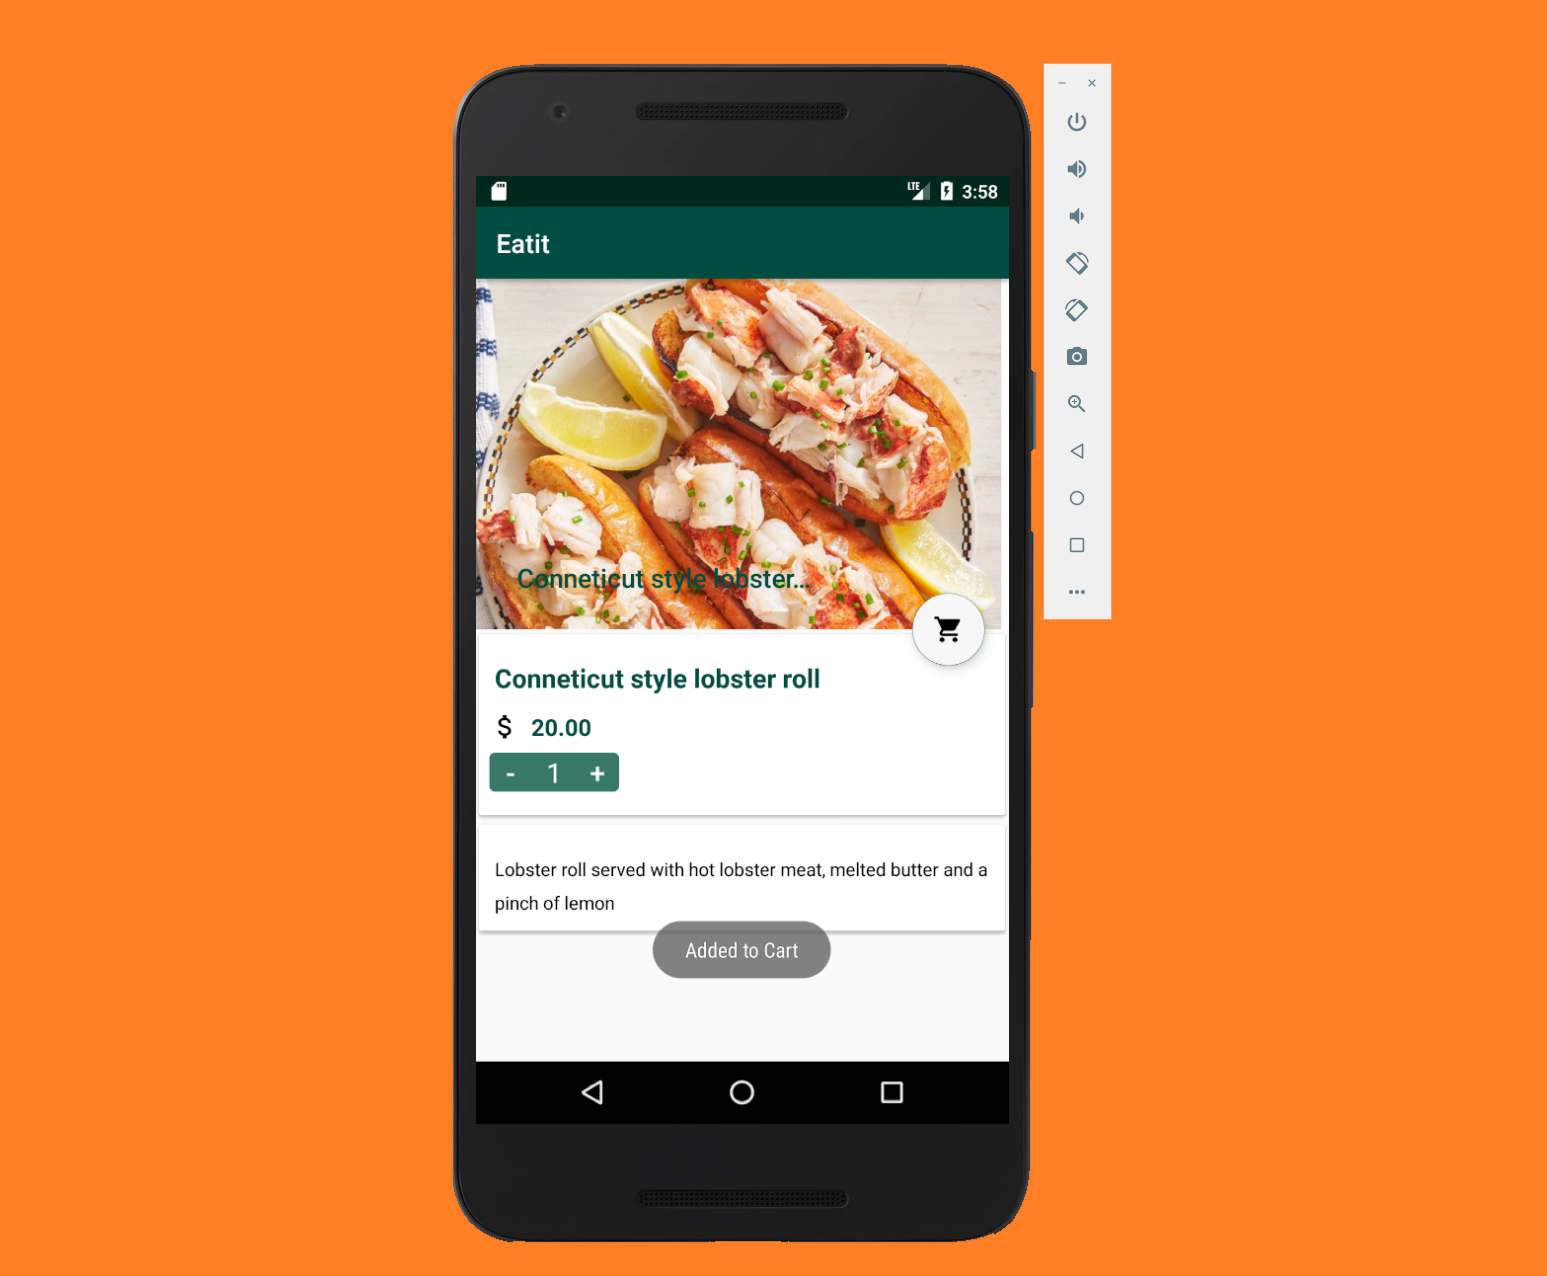 LTE 3:58
Eatit
Conneticut style lobster...
Conneticut style lobster roll
$ 20.00
- 1 +
Lobster roll served with hot lobster meat, melted butter and a
pinch of lemon
Added to Cart